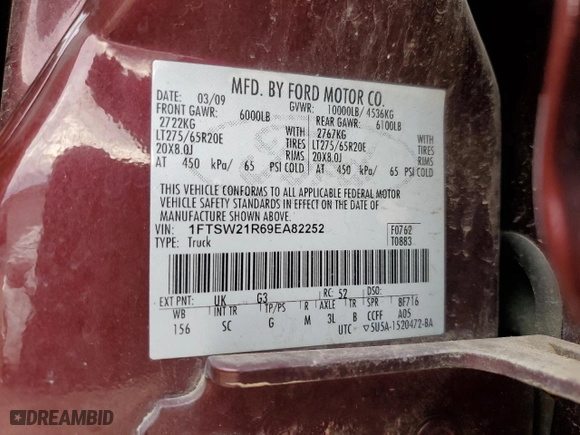 MFD. BY FORD MOTOR CO.
DATE: 03/09 GVWR: 10000LB/ 4536KG
FRONT GAWR: 6000LB REAR GAWR: 6100LB
2722KG WITH 2767KG WITH
LT275/65R20E TIRES LT275/65R20E TIRES
20X8.0J RIMS 20X8.0J RIMS
AT 450 kPa/ 65 PSI COLD AT 450 kPa/ 65 PSI COLD
THIS VEHICLE CONFORMS TO ALL APPLICABLE FEDERAL MOTOR
VEHICLE SAFETY STANDARDS IN EFFECT ON THE DATE OF
MANUFACTURE SHOWN ABOVE.
VIN: 1FTSW21R69EA82252 F0762
TYPE: Truck T0883
EXT PNT: UK G3 RC: 52 DSO:
WB INT TR TP/PS R AXLE TR SPR BF716
156 SC G M 3L B CCFF A05
UTC 5U5A-1520472-BA
DREAMBID